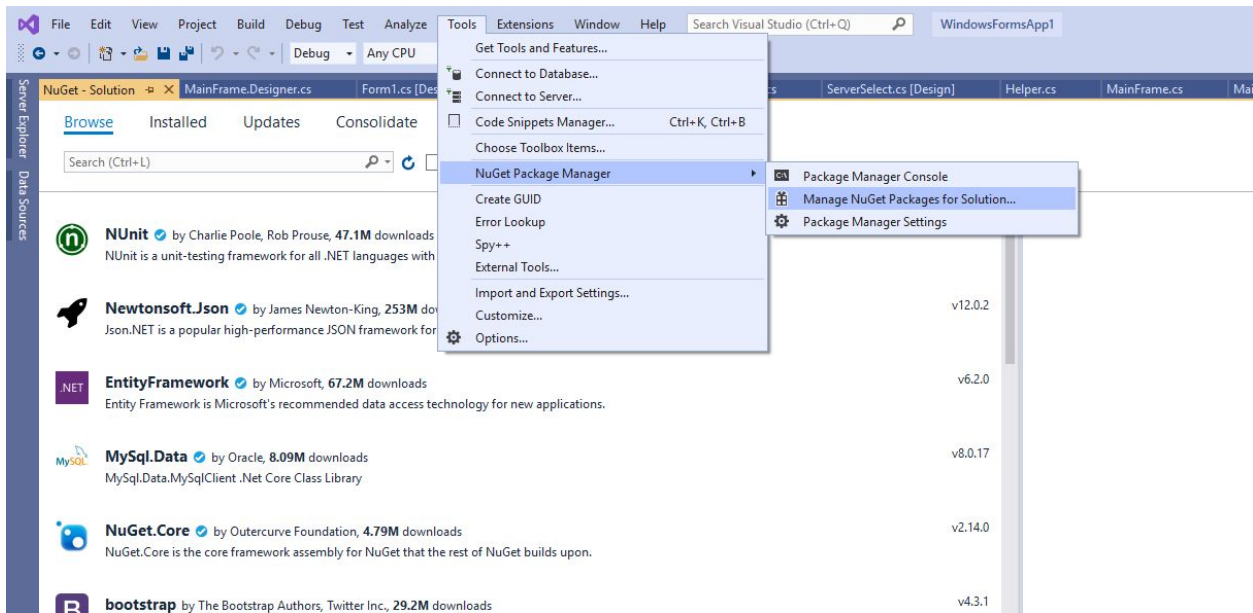 File Edit View Project Build Debug Test Analyze Tools Extensions Window Help Search Visual Studio (Ctrl+Q) WindowsFormsApp1
Debug Any CPU
Server Explorer
Data Sources
NuGet - Solution MainFrame.Designer.cs Form1.cs [Des cs ServerSelect.cs [Design] Helper.cs MainFrame.cs Mai
Browse Installed Updates Consolidate
Search (Ctrl+L)
Get Tools and Features...
Connect to Database...
Connect to Server...
Code Snippets Manager... Ctrl+K, Ctrl+B
Choose Toolbox Items...
NuGet Package Manager
Create GUID
Error Lookup
Spy++
External Tools...
Import and Export Settings...
Customize...
Options...
Package Manager Console
Manage NuGet Packages for Solution...
Package Manager Settings
NUnit by Charlie Poole, Rob Prouse, 47.1M downloads
NUnit is a unit-testing framework for all .NET languages with
Newtonsoft.Json by James Newton-King, 253M do v12.0.2
Json.NET is a popular high-performance JSON framework for
.NET
EntityFramework by Microsoft, 67.2M downloads v6.2.0
Entity Framework is Microsoft's recommended data access technology for new applications.
MySQL
MySql.Data by Oracle, 8.09M downloads v8.0.17
MySql.Data.MySqlClient .Net Core Class Library
NuGet.Core by Outercurve Foundation, 4.79M downloads v2.14.0
NuGet.Core is the core framework assembly for NuGet that the rest of NuGet builds upon.
B
bootstrap by The Bootstrap Authors, Twitter Inc., 29.2M downloads v4.3.1